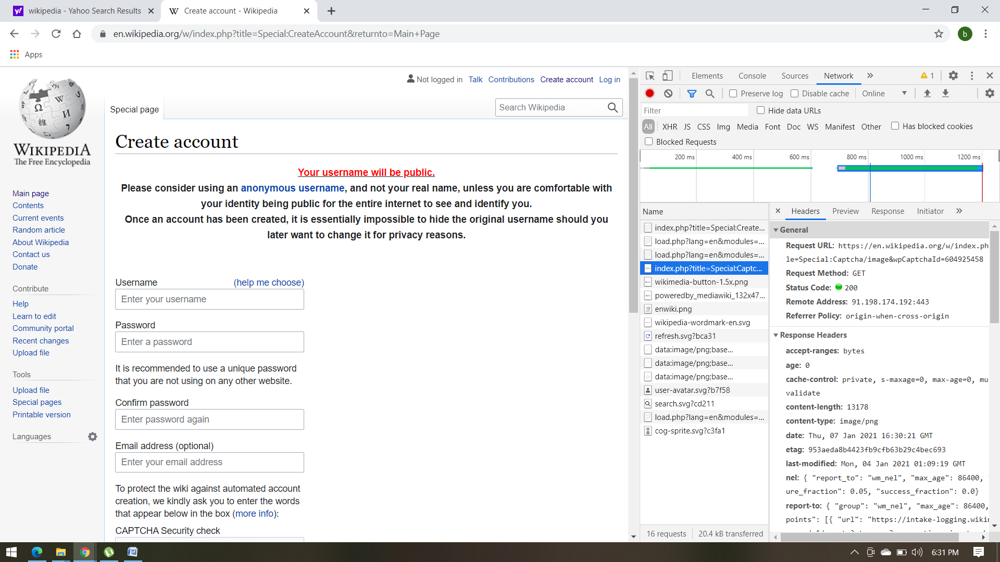 wikipedia - Yahoo Search Results
Create account - Wikipedia
en.wikipedia.org/w/index.php?title=Special:CreateAccount&returnto=Main+Page
b
Apps
Not logged in Talk Contributions Create account Log in
Special page
Search Wikipedia
WIKIPEDIA
The Free Encyclopedia
Main page
Contents
Current events
Random article
About Wikipedia
Contact us
Donate
Contribute
Help
Learn to edit
Community portal
Recent changes
Upload file
Tools
Upload file
Special pages
Printable version
Languages
Create account
Your username will be public.
Please consider using an anonymous username, and not your real name, unless you are comfortable with
your identity being public for the entire internet to see and identify you.
Once an account has been created, it is essentially impossible to hide the original username should you
later want to change it for privacy reasons.
Username (help me choose)
Enter your username
Password
Enter a password
It is recommended to use a unique password
that you are not using on any other website.
Confirm password
Enter password again
Email address (optional)
Enter your email address
To protect the wiki against automated account
creation, we kindly ask you to enter the words
that appear below in the box (more info):
CAPTCHA Security check
Elements Console Sources Network 1
Preserve log Disable cache Online
Filter Hide data URLs
All XHR JS CSS Img Media Font Doc WS Manifest Other Has blocked cookies
Blocked Requests
200 ms 400 ms 600 ms 800 ms 1000 ms 1200 ms
Name
index.php?title=Special:Create...
load.php?lang=en&modules=...
load.php?lang=en&modules=...
index.php?title=Special:Captc...
wikimedia-button-1.5x.png
poweredby_mediawiki_132x47...
enwiki.png
wikipedia-wordmark-en.svg
refresh.svg?bca31
data:image/png;base...
data:image/png;base...
data:image/png;base...
user-avatar.svg?b7f58
search.svg?cd211
load.php?lang=en&modules=...
cog-sprite.svg?c3fa1
16 requests 20.4 kB transferred
Headers Preview Response Initiator
General
Request URL: https://en.wikipedia.org/w/index.ph
le=Special:Captcha/image&wpCaptchaId=604925458
Request Method: GET
Status Code: 200
Remote Address: 91.198.174.192:443
Referrer Policy: origin-when-cross-origin
Response Headers
accept-ranges: bytes
age: 0
cache-control: private, s-maxage=0, max-age=0, mu
validate
content-length: 13178
content-type: image/png
date: Thu, 07 Jan 2021 16:30:21 GMT
etag: 953aeda8b4423fb9cfb63b29c4bec693
last-modified: Mon, 04 Jan 2021 01:09:19 GMT
nel: { "report_to": "wm_nel", "max_age": 86400,
ure_fraction": 0.05, "success_fraction": 0.0}
report-to: { "group": "wm_nel", "max_age": 86400,
points": [{ "url": "https://intake-logging.wikim
6:31 PM